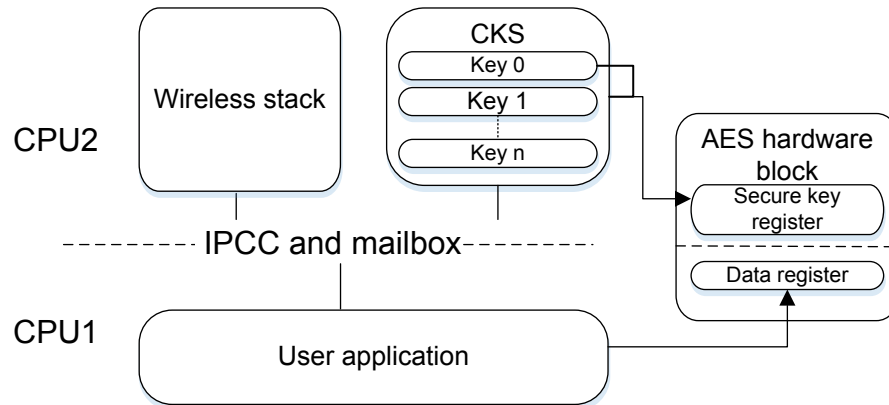 CPU2
Wireless stack
CKS
Key 0
Key 1
Key n
AES hardware
block
Secure key
register
Data register
IPCC and mailbox
CPU1
User application